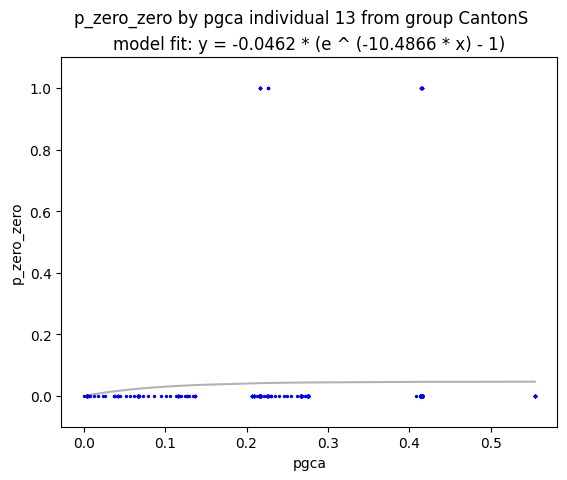 p_zero_zero by pgca individual 13 from group CantonS
model fit: y = -0.0462 * (e ^ (-10.4866 * x) - 1)
1.0
0.8
0.6
0.4
0.2
0.0
p_zero_zero
0.0 0.1 0.2 0.3 0.4 0.5
pgca